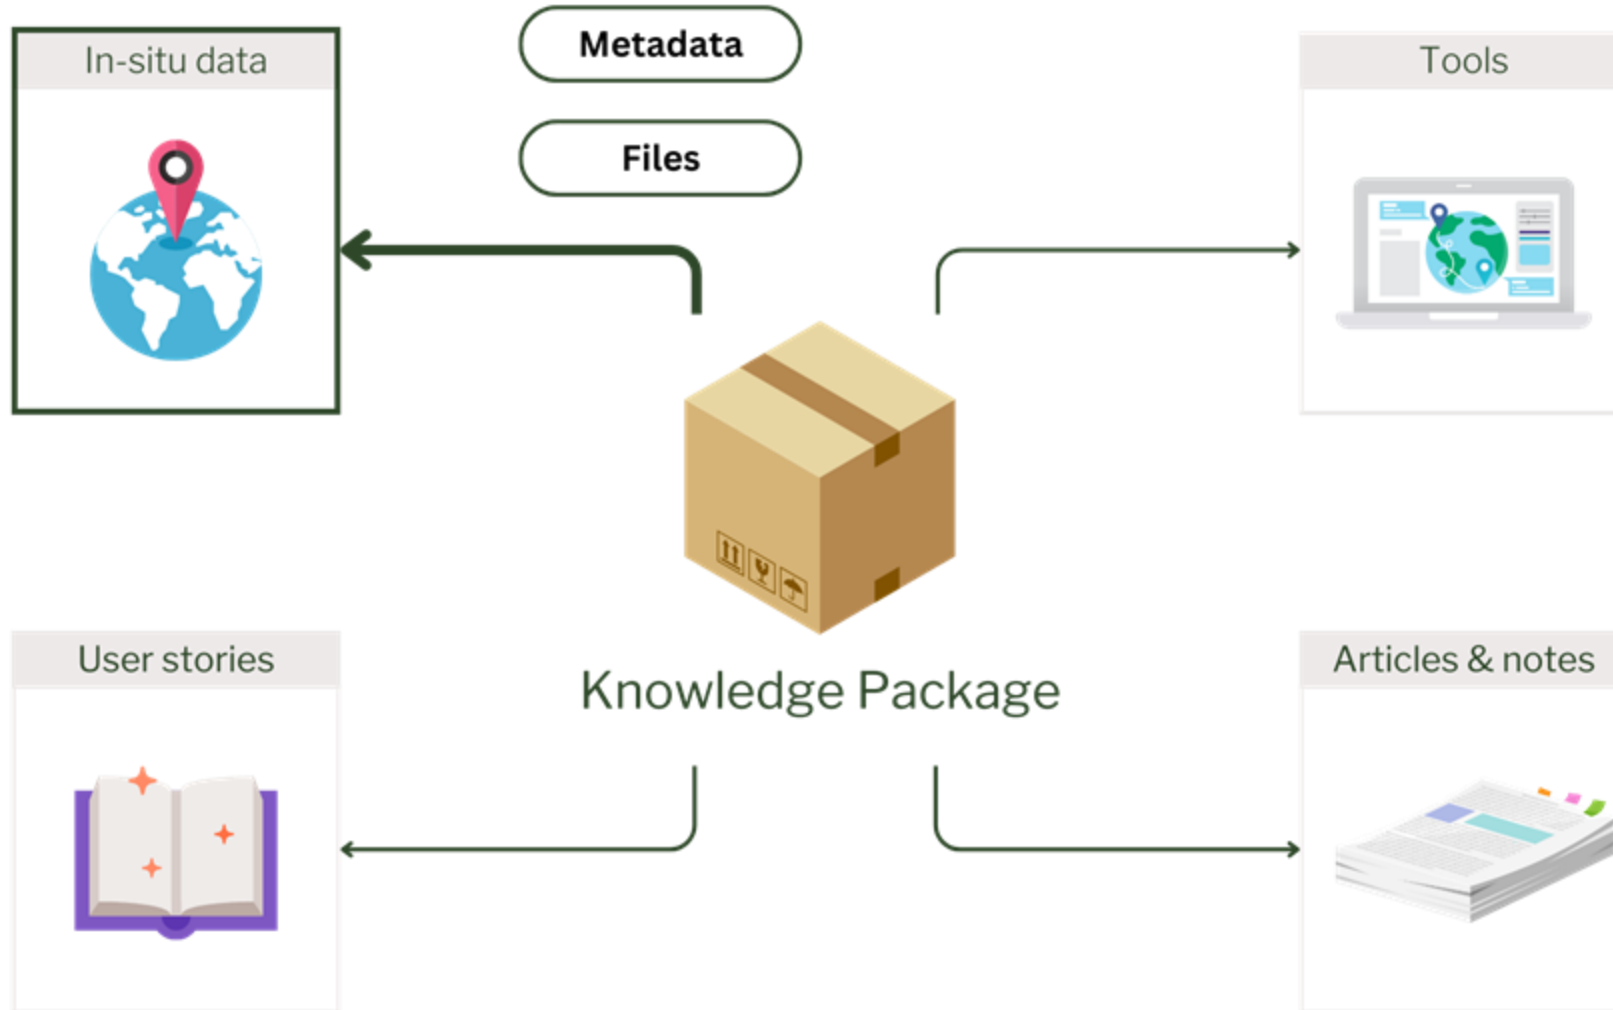 In-situ data
Metadata
Files
Tools
Knowledge Package
User stories
Articles & notes